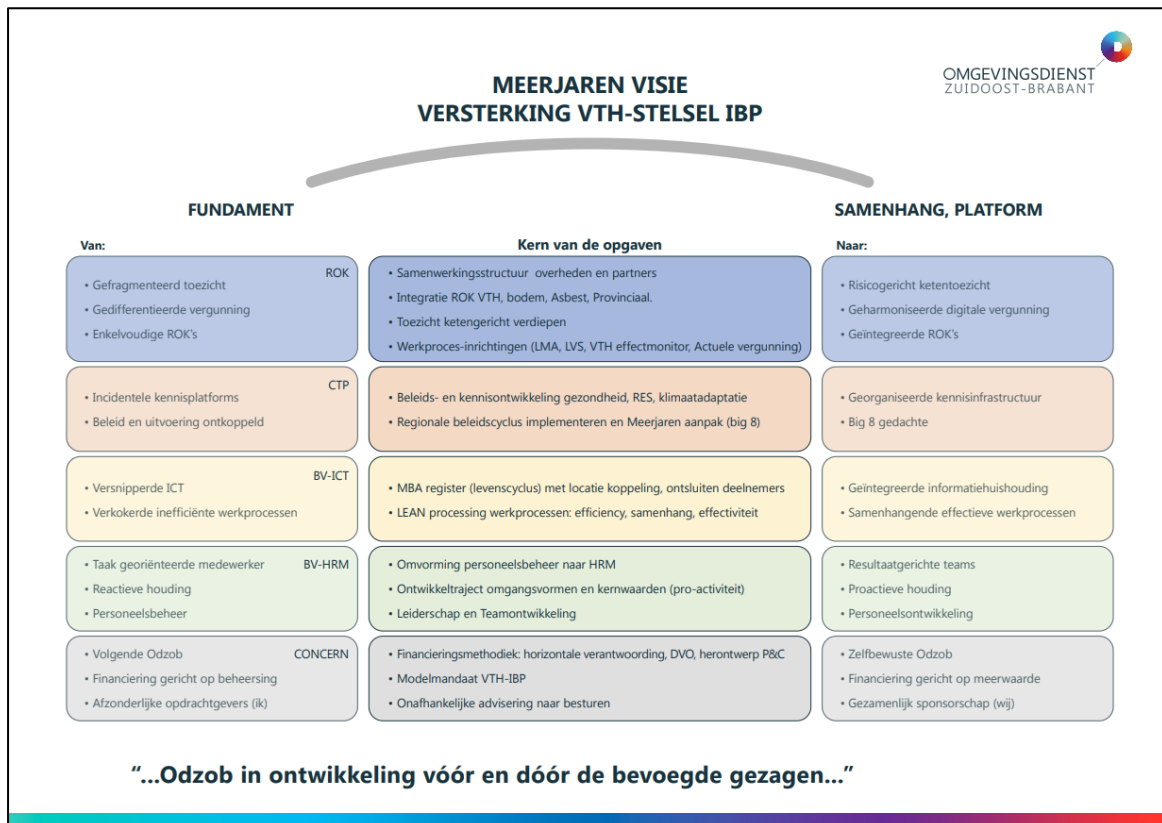 OMGEVINGSDIENST
ZUIDOOST-BRABANT
MEERJAREN VISIE
VERSTERKING VTH-STELSEL IBP
FUNDAMENT
SAMENHANG, PLATFORM
Van:
Kern van de opgaven
Naar:
ROK
• Gefragmenteerd toezicht
• Gedifferentieerde vergunning
• Enkelvoudige ROK's
• Samenwerkingsstructuur overheden en partners
• Integratie ROK VTH, bodem, Asbest, Provinciaal.
• Toezicht ketengericht verdiepen
• Werkproces-inrichtingen (LMA, LVS, VTH effectmonitor, Actuele vergunning)
• Risicogericht ketentoezicht
• Geharmoniseerde digitale vergunning
• Geïntegreerde ROK's
CTP
• Incidentele kennisplatforms
• Beleid en uitvoering ontkoppeld
• Beleids- en kennisontwikkeling gezondheid, RES, klimaatadaptatie
• Regionale beleidscyclus implementeren en Meerjaren aanpak (big 8)
• Georganiseerde kennisinfrastructuur
• Big 8 gedachte
BV-ICT
• Versnipperde ICT
• Verkokerde inefficiënte werkprocessen
• MBA register (levenscyclus) met locatie koppeling, ontsluiten deelnemers
• LEAN processing werkprocessen: efficiency, samenhang, effectiviteit
• Geïntegreerde informatiehuishouding
• Samenhangende effectieve werkprocessen
• Taak georiënteerde medewerker BV-HRM
• Reactieve houding
• Personeelsbeheer
• Omvorming personeelsbeheer naar HRM
• Ontwikkeltraject omgangsvormen en kernwaarden (pro-activiteit)
• Leiderschap en Teamontwikkeling
• Resultaatgerichte teams
• Proactieve houding
• Personeelsontwikkeling
• Volgende Odzob CONCERN
• Financiering gericht op beheersing
• Afzonderlijke opdrachtgevers (ik)
• Financieringsmethodiek: horizontale verantwoording, DVO, herontwerp P&C
• Modelmandaat VTH-IBP
• Onafhankelijke advisering naar besturen
• Zelfbewuste Odzob
• Financiering gericht op meerwaarde
• Gezamenlijk sponsorschap (wij)
“...Odzob in ontwikkeling vóór en dóór de bevoegde gezagen...”